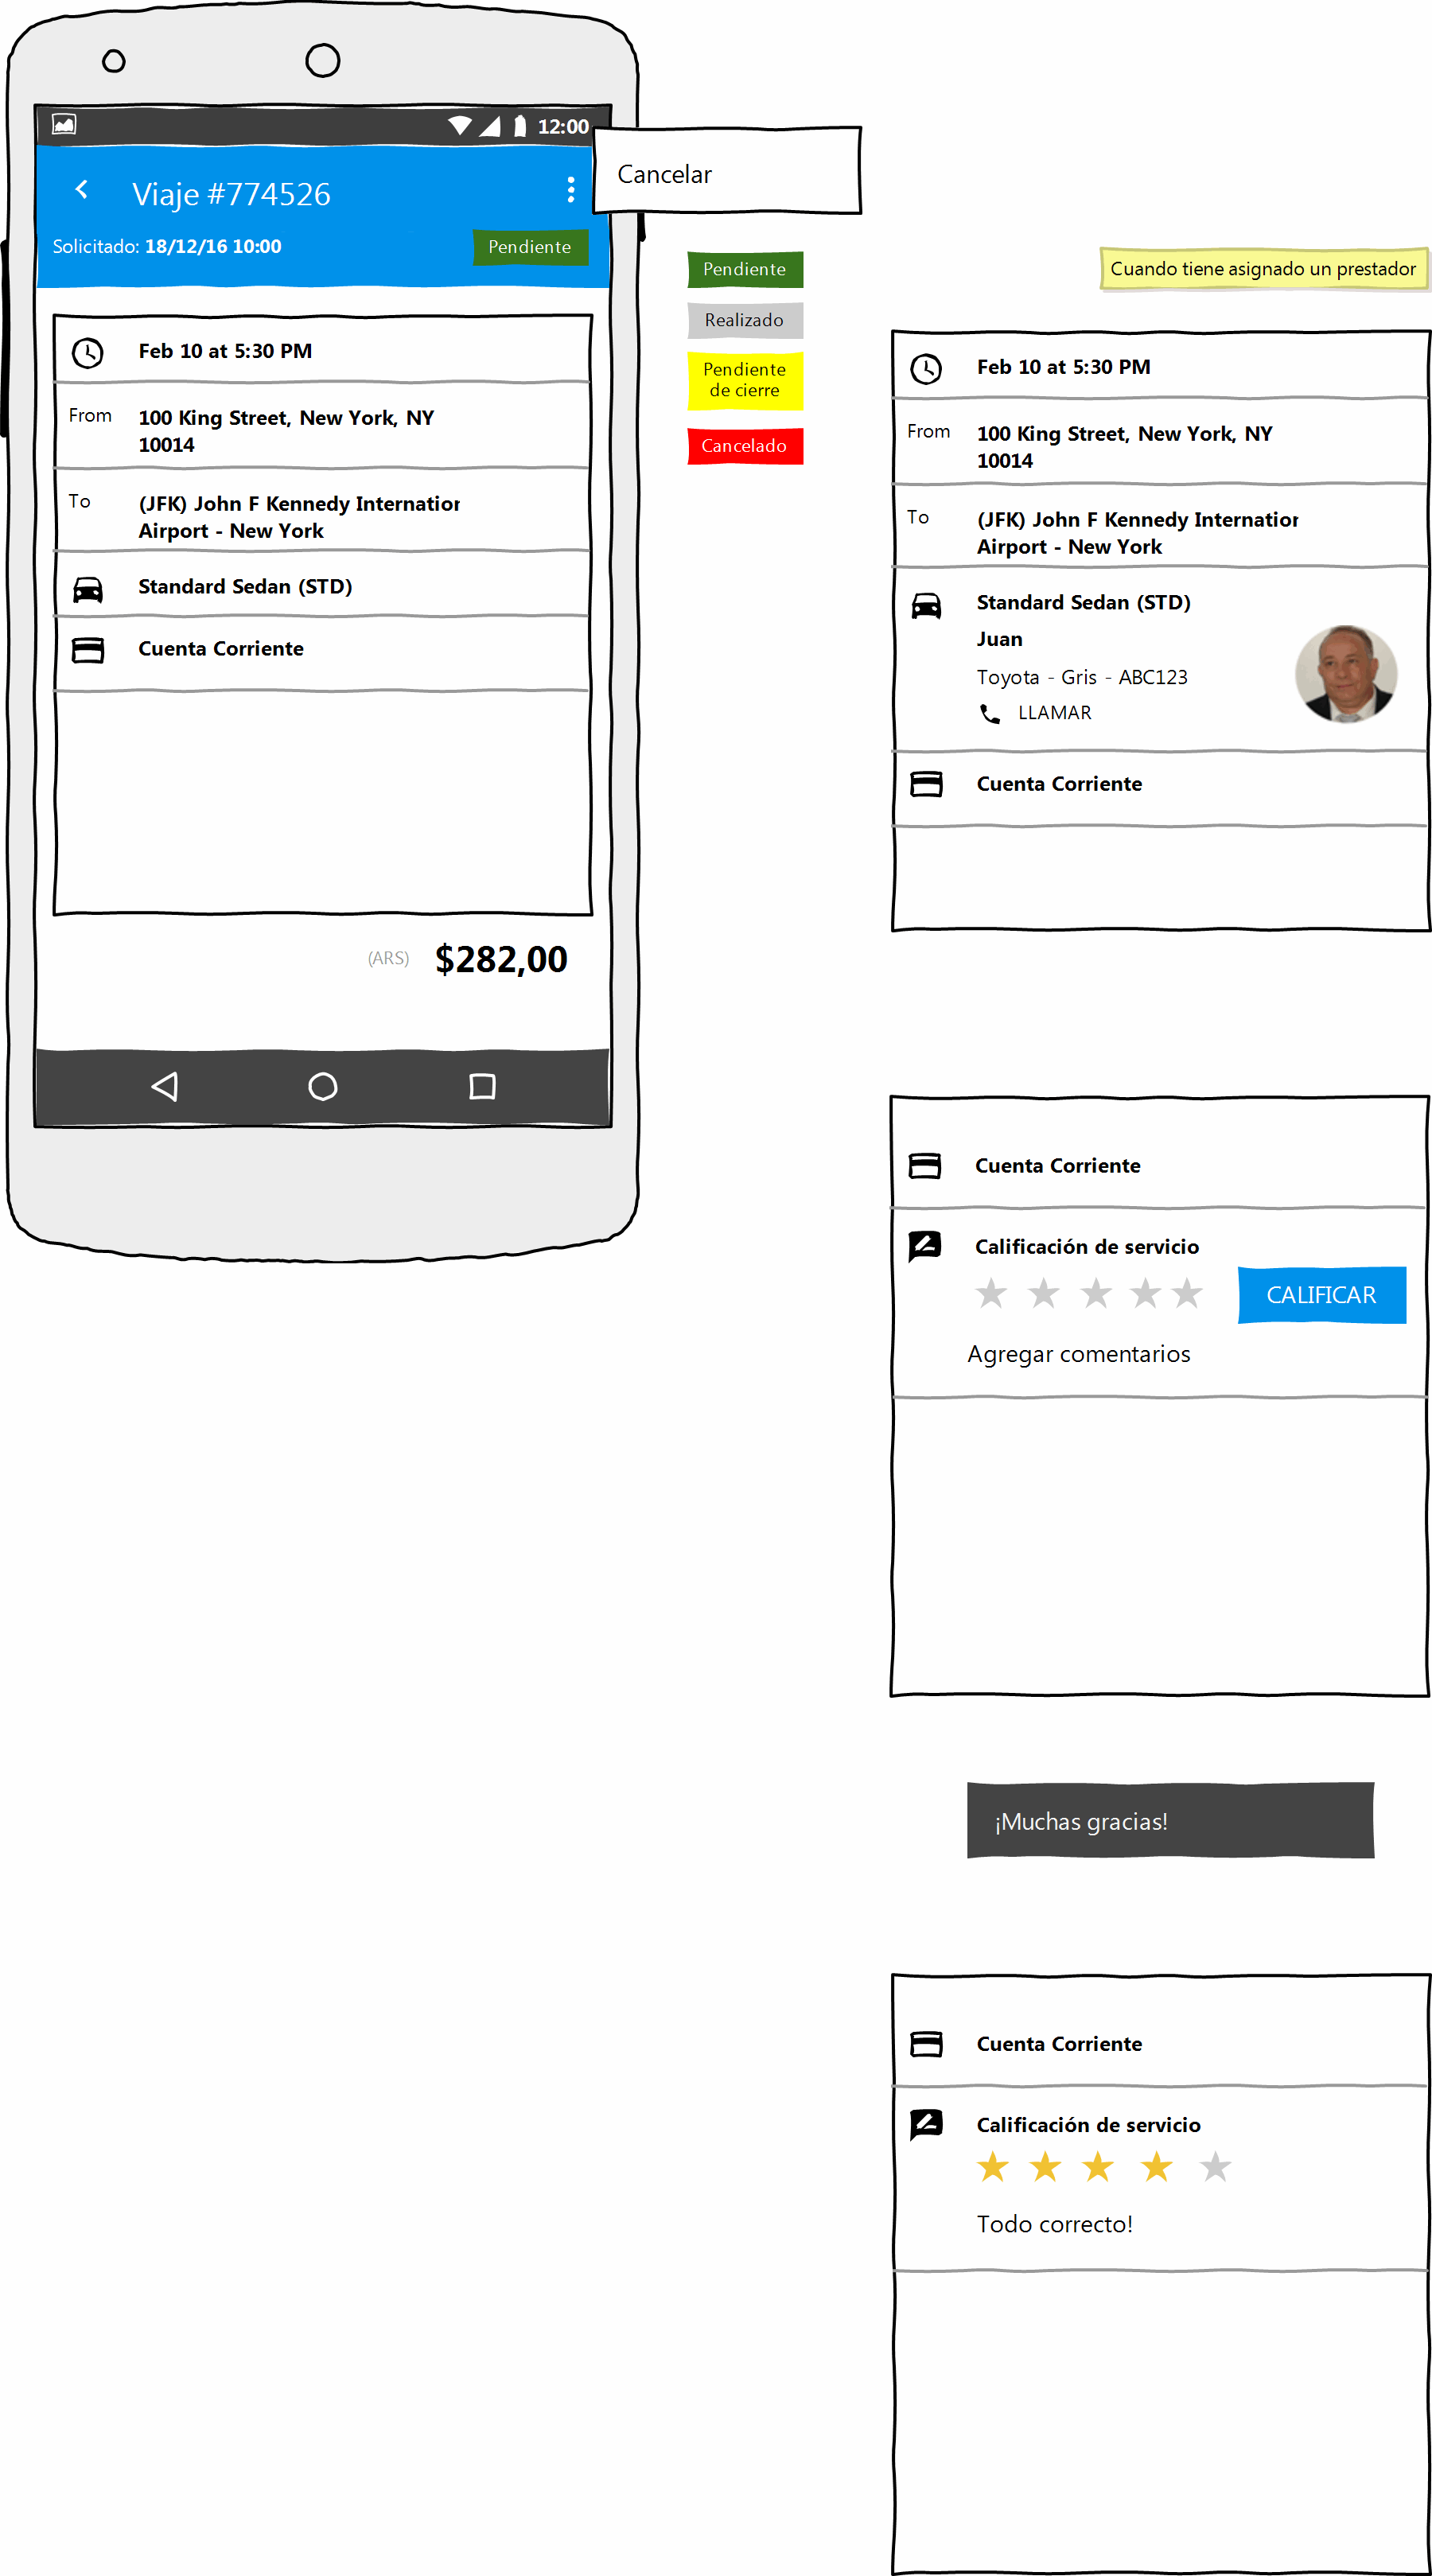 12:00
Cancelar
Viaje #774526
Solicitado: 18/12/16 10:00
Pendiente
Feb 10 at 5:30 PM
From
100 King Street, New York, NY
10014
To
(JFK) John F Kennedy Internation
Airport - New York
Standard Sedan (STD)
Cuenta Corriente
(ARS) $282,00
Pendiente
Realizado
Pendiente
de cierre
Cancelado
Cuando tiene asignado un prestador
Feb 10 at 5:30 PM
From
100 King Street, New York, NY
10014
To
(JFK) John F Kennedy Internation
Airport - New York
Standard Sedan (STD)
Juan
Toyota - Gris - ABC123
LLAMAR
Cuenta Corriente
Cuenta Corriente
Calificación de servicio
CALIFICAR
Agregar comentarios
¡Muchas gracias!
Cuenta Corriente
Calificación de servicio
Todo correcto!